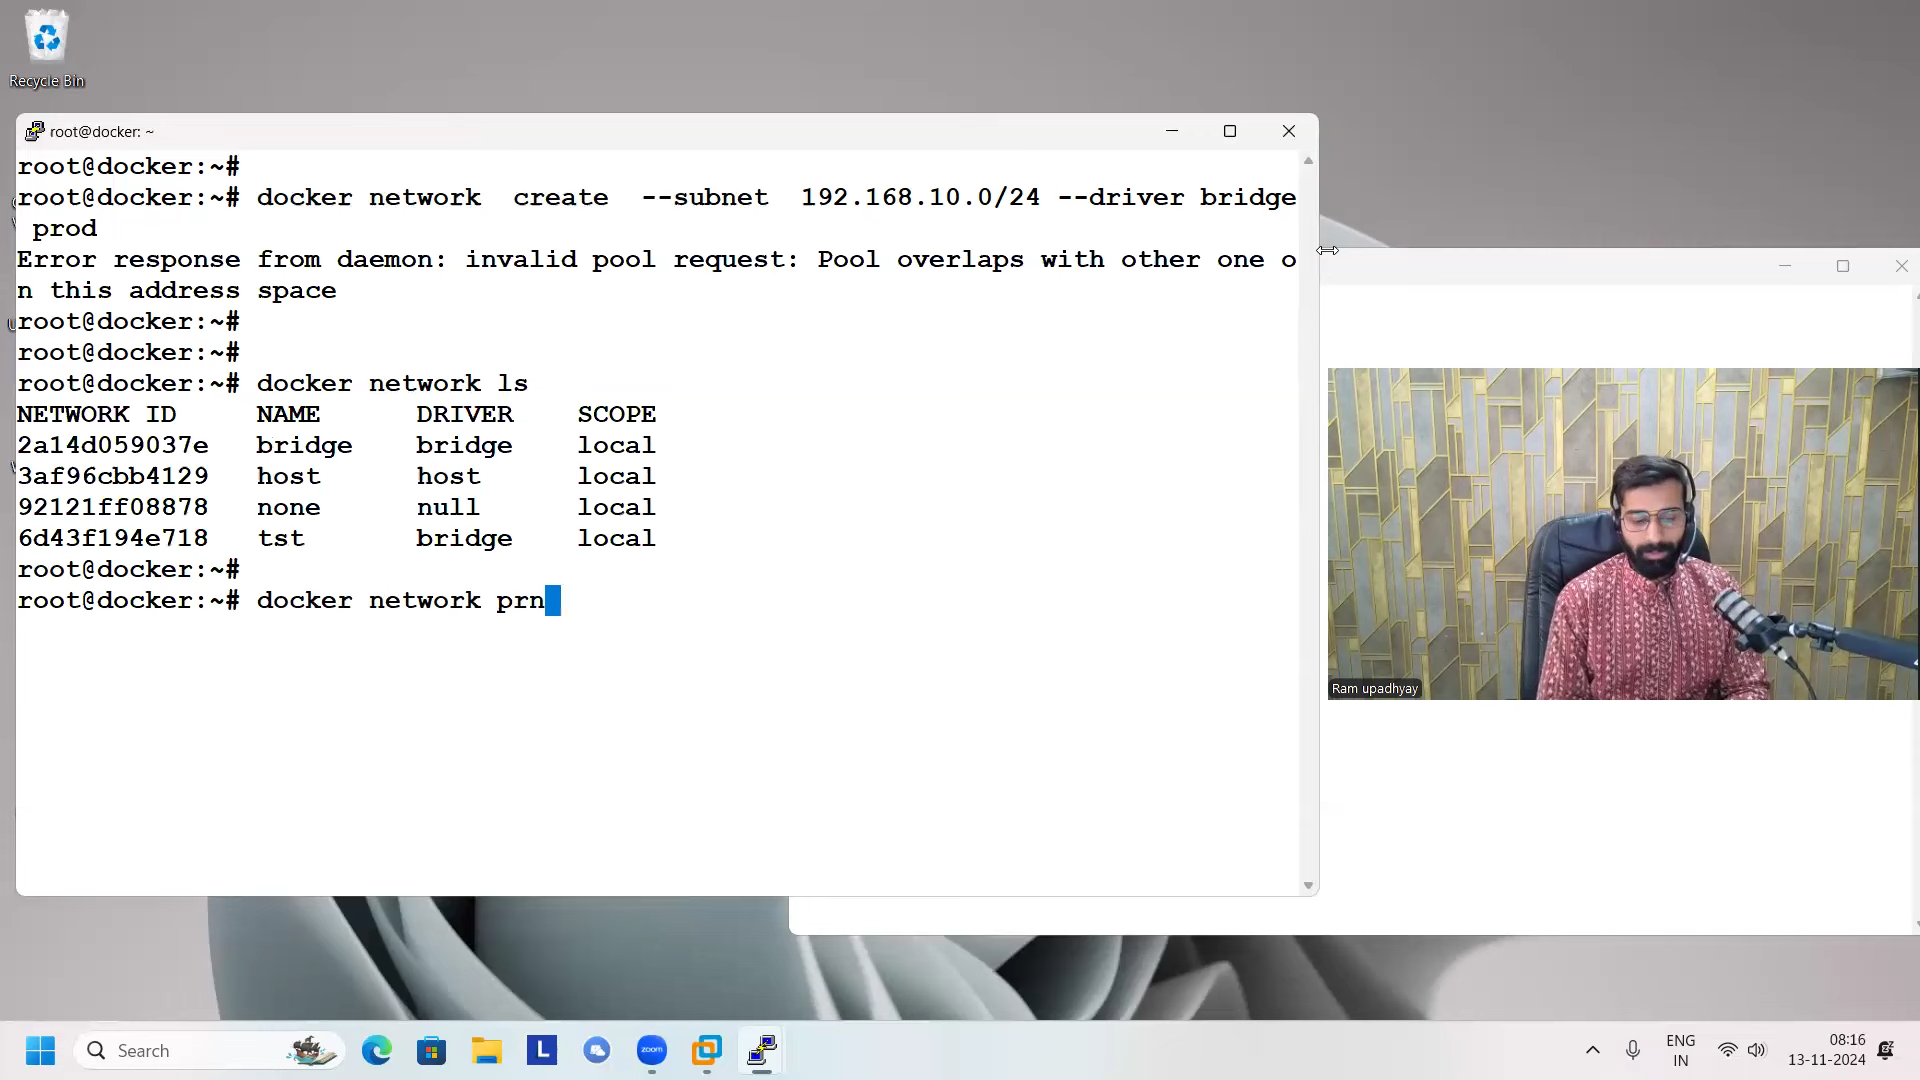 Recycle Bin
root@docker: ~
root@docker:~#
root@docker:~# docker network  create  --subnet  192.168.10.0/24 --driver bridge
prod
Error response from daemon: invalid pool request: Pool overlaps with other one o
n this address space
root@docker:~#
root@docker:~#
root@docker:~# docker network ls
NETWORK ID   NAME   DRIVER   SCOPE
2a14d059037e   bridge   bridge   local
3af96cbb4129   host   host   local
92121ff08878   none   null   local
6d43f194e718   tst   bridge   local
root@docker:~#
root@docker:~# docker network prn
Ram upadhyay
Search
L
zoom
ENG
IN
08:16
13-11-2024